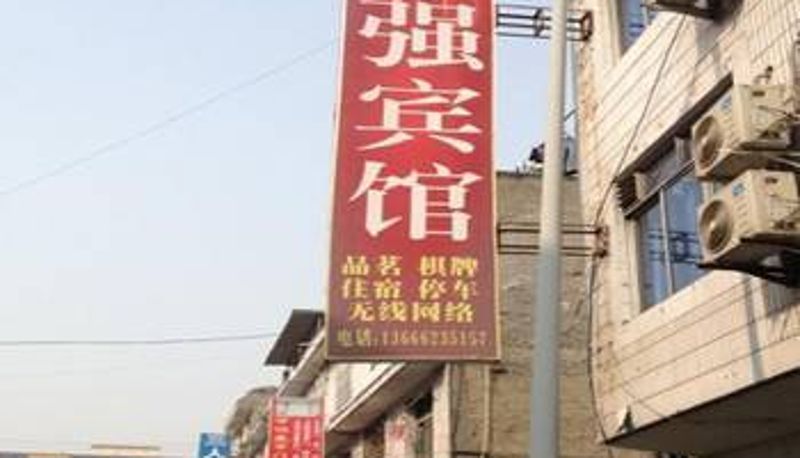 强
宾
馆
品茗 棋牌
住宿 停车
无线网络
电话:13666235157